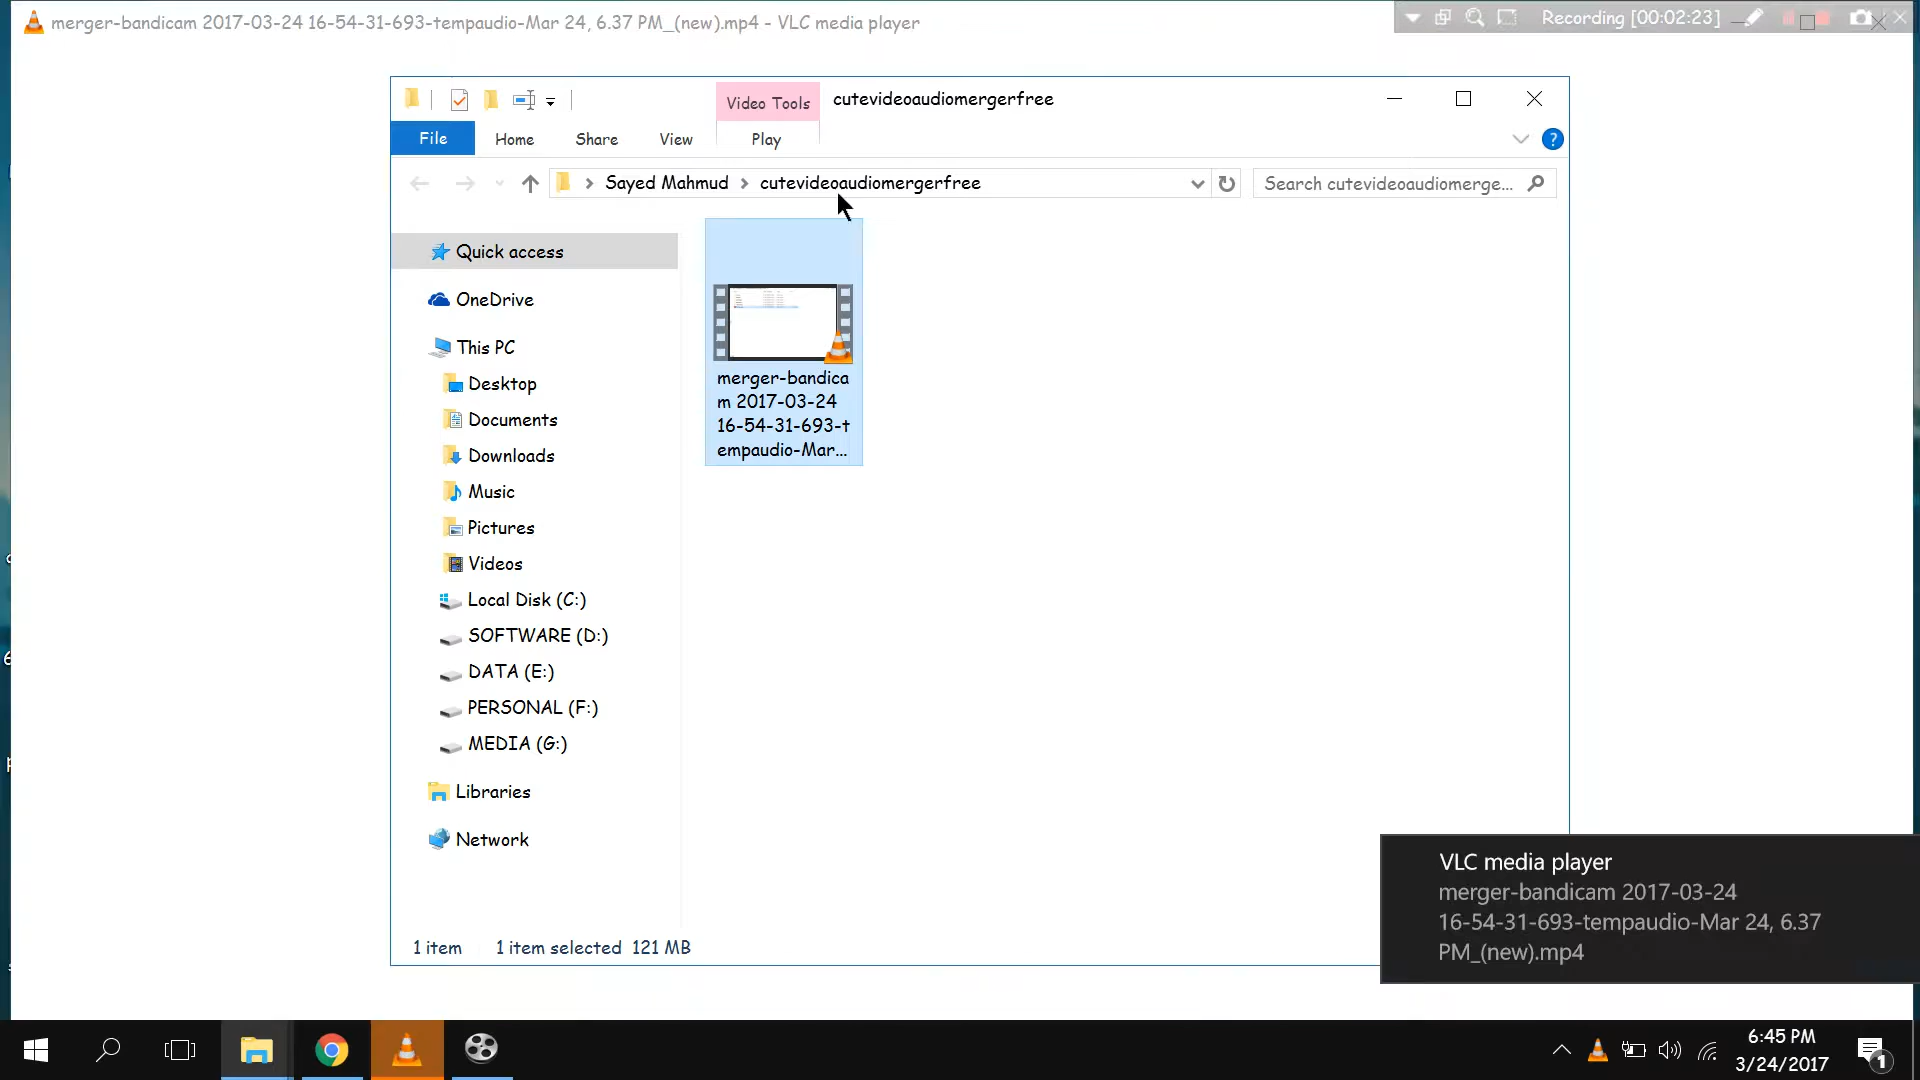 merger-bandicam 2017-03-24 16-54-31-693-tempaudio-Mar 24, 6.37 PM_(new).mp4 - VLC media player
Recording [00:02:23]
Video Tools
cutevideoaudiomergerfree
File
Home
Share
View
Play
?
Sayed Mahmud
cutevideoaudiomergerfree
Search cutevideoaudiomerge...
Quick access
OneDrive
This PC
Desktop
Documents
Downloads
Music
Pictures
Videos
Local Disk (C:)
SOFTWARE (D:)
DATA (E:)
PERSONAL (F:)
MEDIA (G:)
Libraries
Network
merger-bandica
m 2017-03-24
16-54-31-693-t
empaudio-Mar...
1 item
1 item selected 121 MB
VLC media player
merger-bandicam 2017-03-24
16-54-31-693-tempaudio-Mar 24, 6.37
PM_(new).mp4
6:45 PM
3/24/2017
1